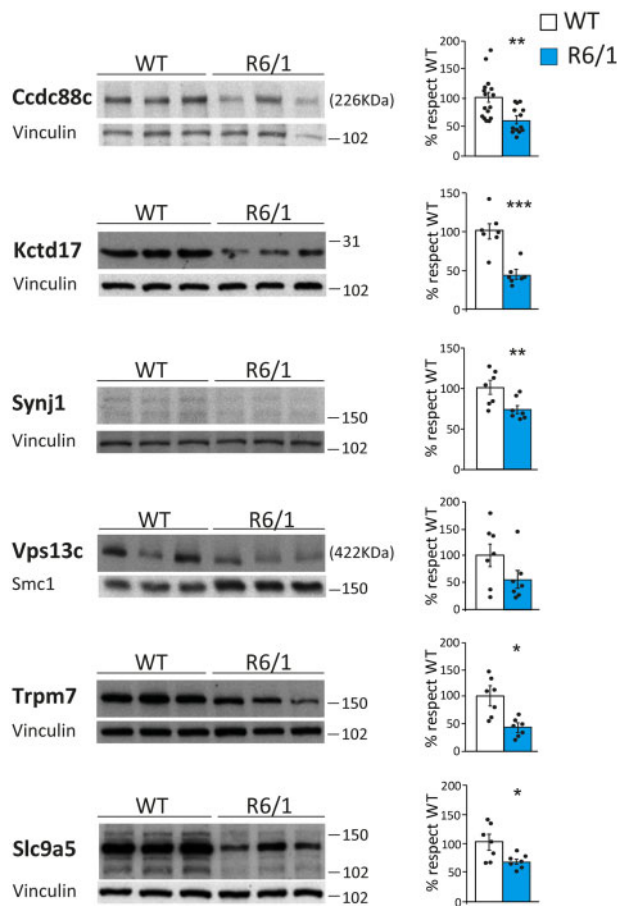 WT
R6/1
WT R6/1
Ccdc88c (226KDa)
Vinculin –102
% respect WT
200
150
100
50
0
**
WT R6/1
Kctd17 –31
Vinculin –102
% respect WT
150
100
50
0
***
WT R6/1
Synj1 –150
Vinculin –102
% respect WT
150
100
50
0
**
WT R6/1
Vps13c (422KDa)
Smc1 –150
% respect WT
200
150
100
50
0
WT R6/1
Trpm7 –150
Vinculin –102
% respect WT
200
150
100
50
0
*
WT R6/1
Slc9a5 –150
–102
Vinculin –102
% respect WT
200
150
100
50
0
*